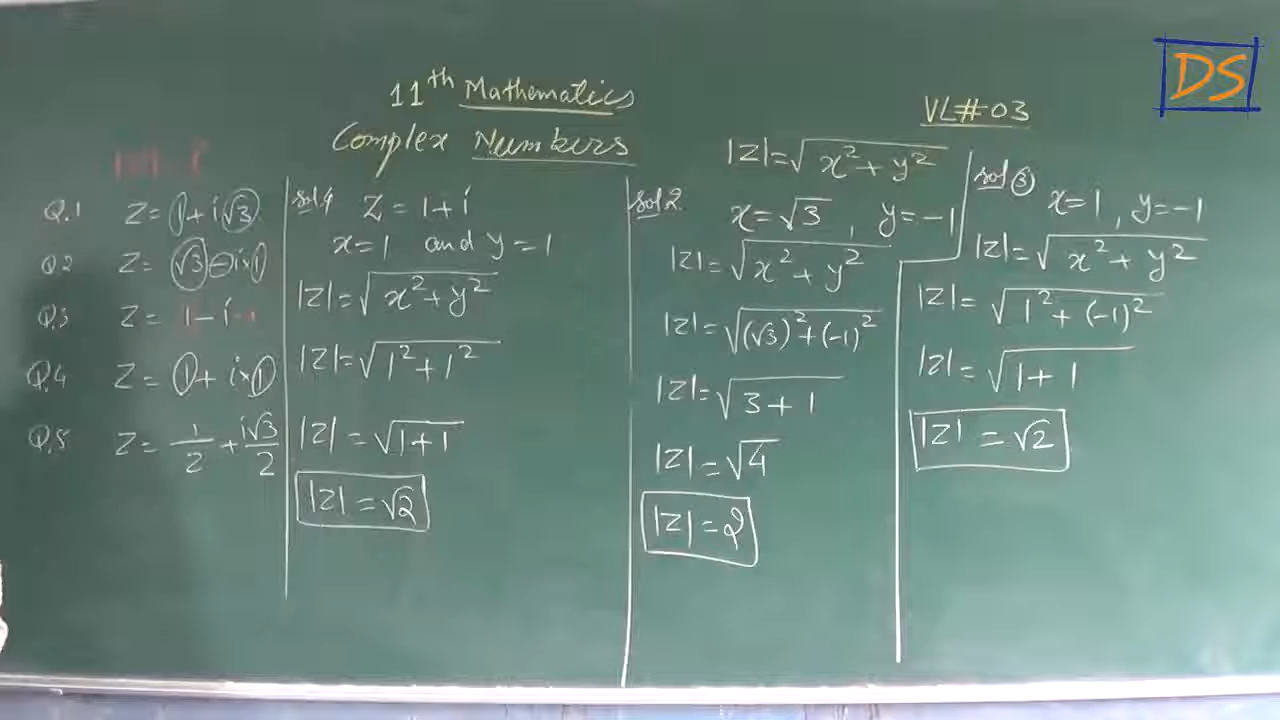 DS
11th Mathematics
Complex Numbers
VL#03
|z| = ?
Q.1 Z = 1 + i√3
Q2 Z = √3 - i×1
Q.3 Z = 1 - i
Q.4 Z = 1 + i×1
Q.5 Z = 1/2 + i√3/2
sol 4 Z = 1 + i
x = 1 and y = 1
|Z| = √(x² + y²)
|Z| = √(1² + 1²)
|Z| = √(1+1)
|Z| = √2
|Z| = √(x² + y²)
sol 2 x = √3 , y = -1
|Z| = √(x² + y²)
|Z| = √((√3)² + (-1)²)
|Z| = √(3 + 1)
|Z| = √4
|Z| = 2
sol 3 x = 1 , y = -1
|Z| = √(x² + y²)
|Z| = √(1² + (-1)²)
|Z| = √(1 + 1)
|Z| = √2